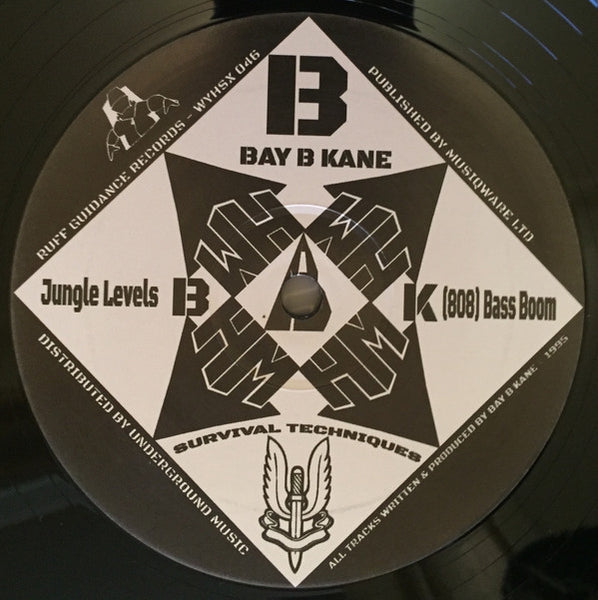 B
BAY B KANE
RUFF GUIDANCE RECORDS - WYHSX 046
PUBLISHED BY MUSIQWARE LTD
Jungle Levels
B
K
(808) Bass Boom
SURVIVAL TECHNIQUES
DISTRIBUTED BY UNDERGROUND MUSIC
ALL TRACKS WRITTEN & PRODUCED BY BAY B KANE 1995